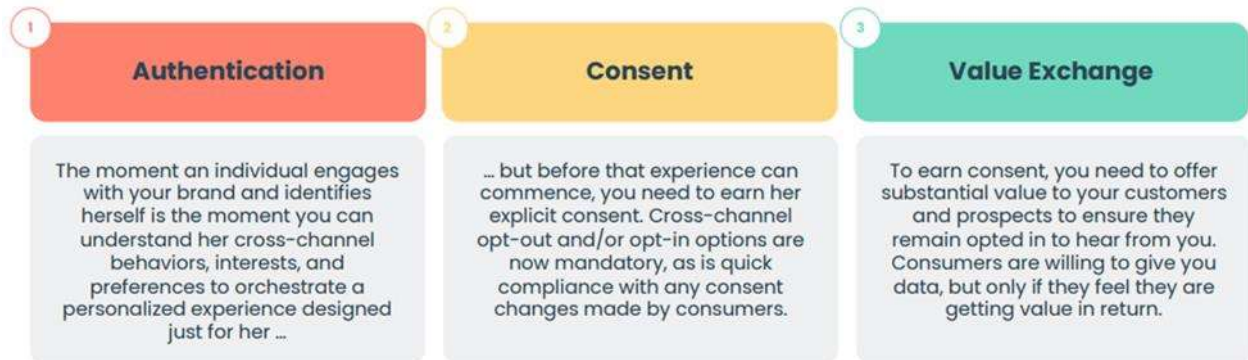 1
Authentication
The moment an individual engages
with your brand and identifies
herself is the moment you can
understand her cross-channel
behaviors, interests, and
preferences to orchestrate a
personalized experience designed
just for her ...
2
Consent
... but before that experience can
commence, you need to earn her
explicit consent. Cross-channel
opt-out and/or opt-in options are
now mandatory, as is quick
compliance with any consent
changes made by consumers.
3
Value Exchange
To earn consent, you need to offer
substantial value to your customers
and prospects to ensure they
remain opted in to hear from you.
Consumers are willing to give you
data, but only if they feel they are
getting value in return.